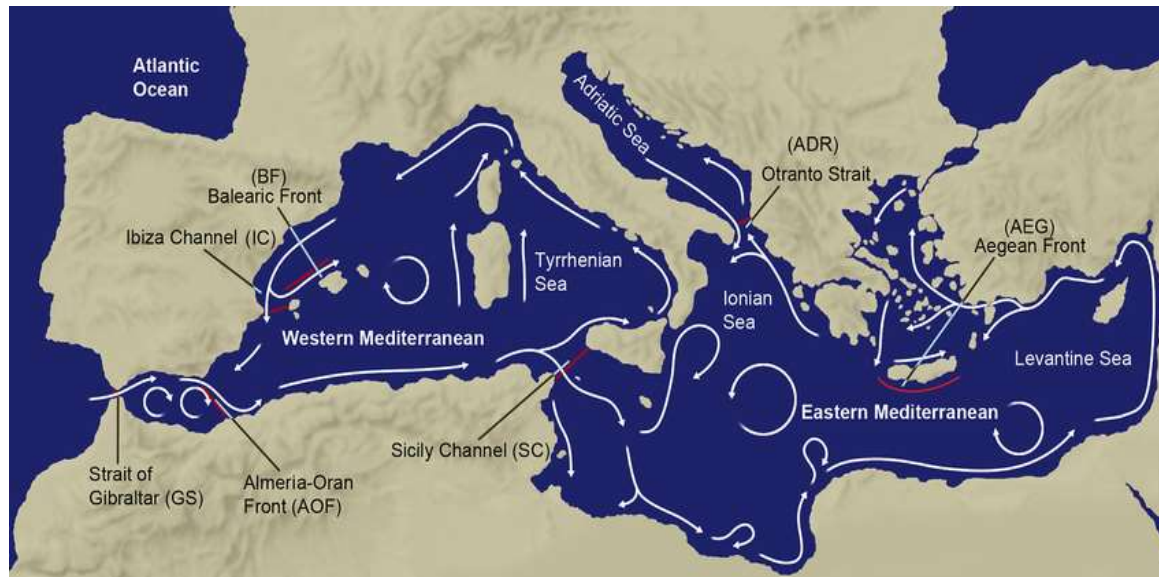 Atlantic
Ocean
(BF)
Balearic Front
Ibiza Channel (IC)
Adriatic Sea
(ADR)
Otranto Strait
(AEG)
Aegean Front
Tyrrhenian
Sea
Ionian
Sea
Western Mediterranean
Levantine Sea
Eastern Mediterranean
Sicily Channel (SC)
Strait of
Gibraltar (GS)
Almeria-Oran
Front (AOF)